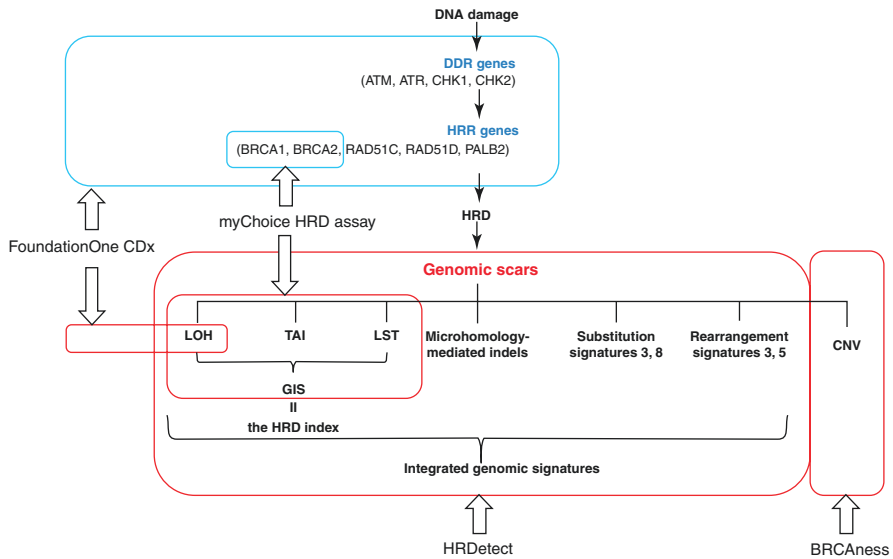 DNA damage
DDR genes
(ATM, ATR, CHK1, CHK2)
HRR genes
(BRCA1, BRCA2, RAD51C, RAD51D, PALB2)
myChoice HRD assay
HRD
FoundationOne CDx
Genomic scars
LOH
TAI
LST
Microhomology-
mediated indels
Substitution
signatures 3, 8
Rearrangement
signatures 3, 5
CNV
GIS
II
the HRD index
Integrated genomic signatures
HRDetect
BRCAness